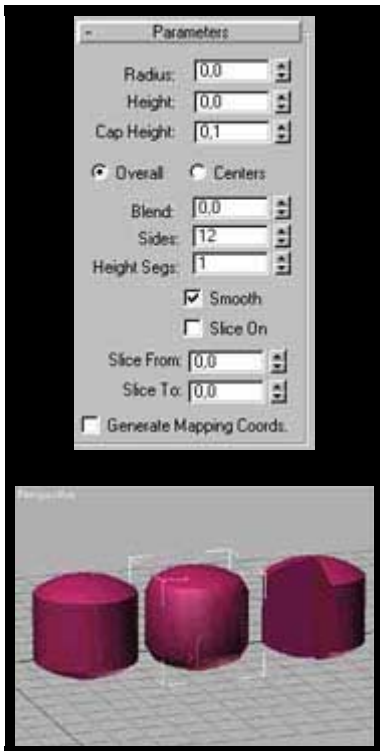 - Parameters
Radius: 0,0
Height: 0,0
Cap Height: 0,1
Overall Centers
Blend: 0,0
Sides: 12
Height Segs: 1
Smooth
Slice On
Slice From: 0,0
Slice To: 0,0
Generate Mapping Coords.
Perspective